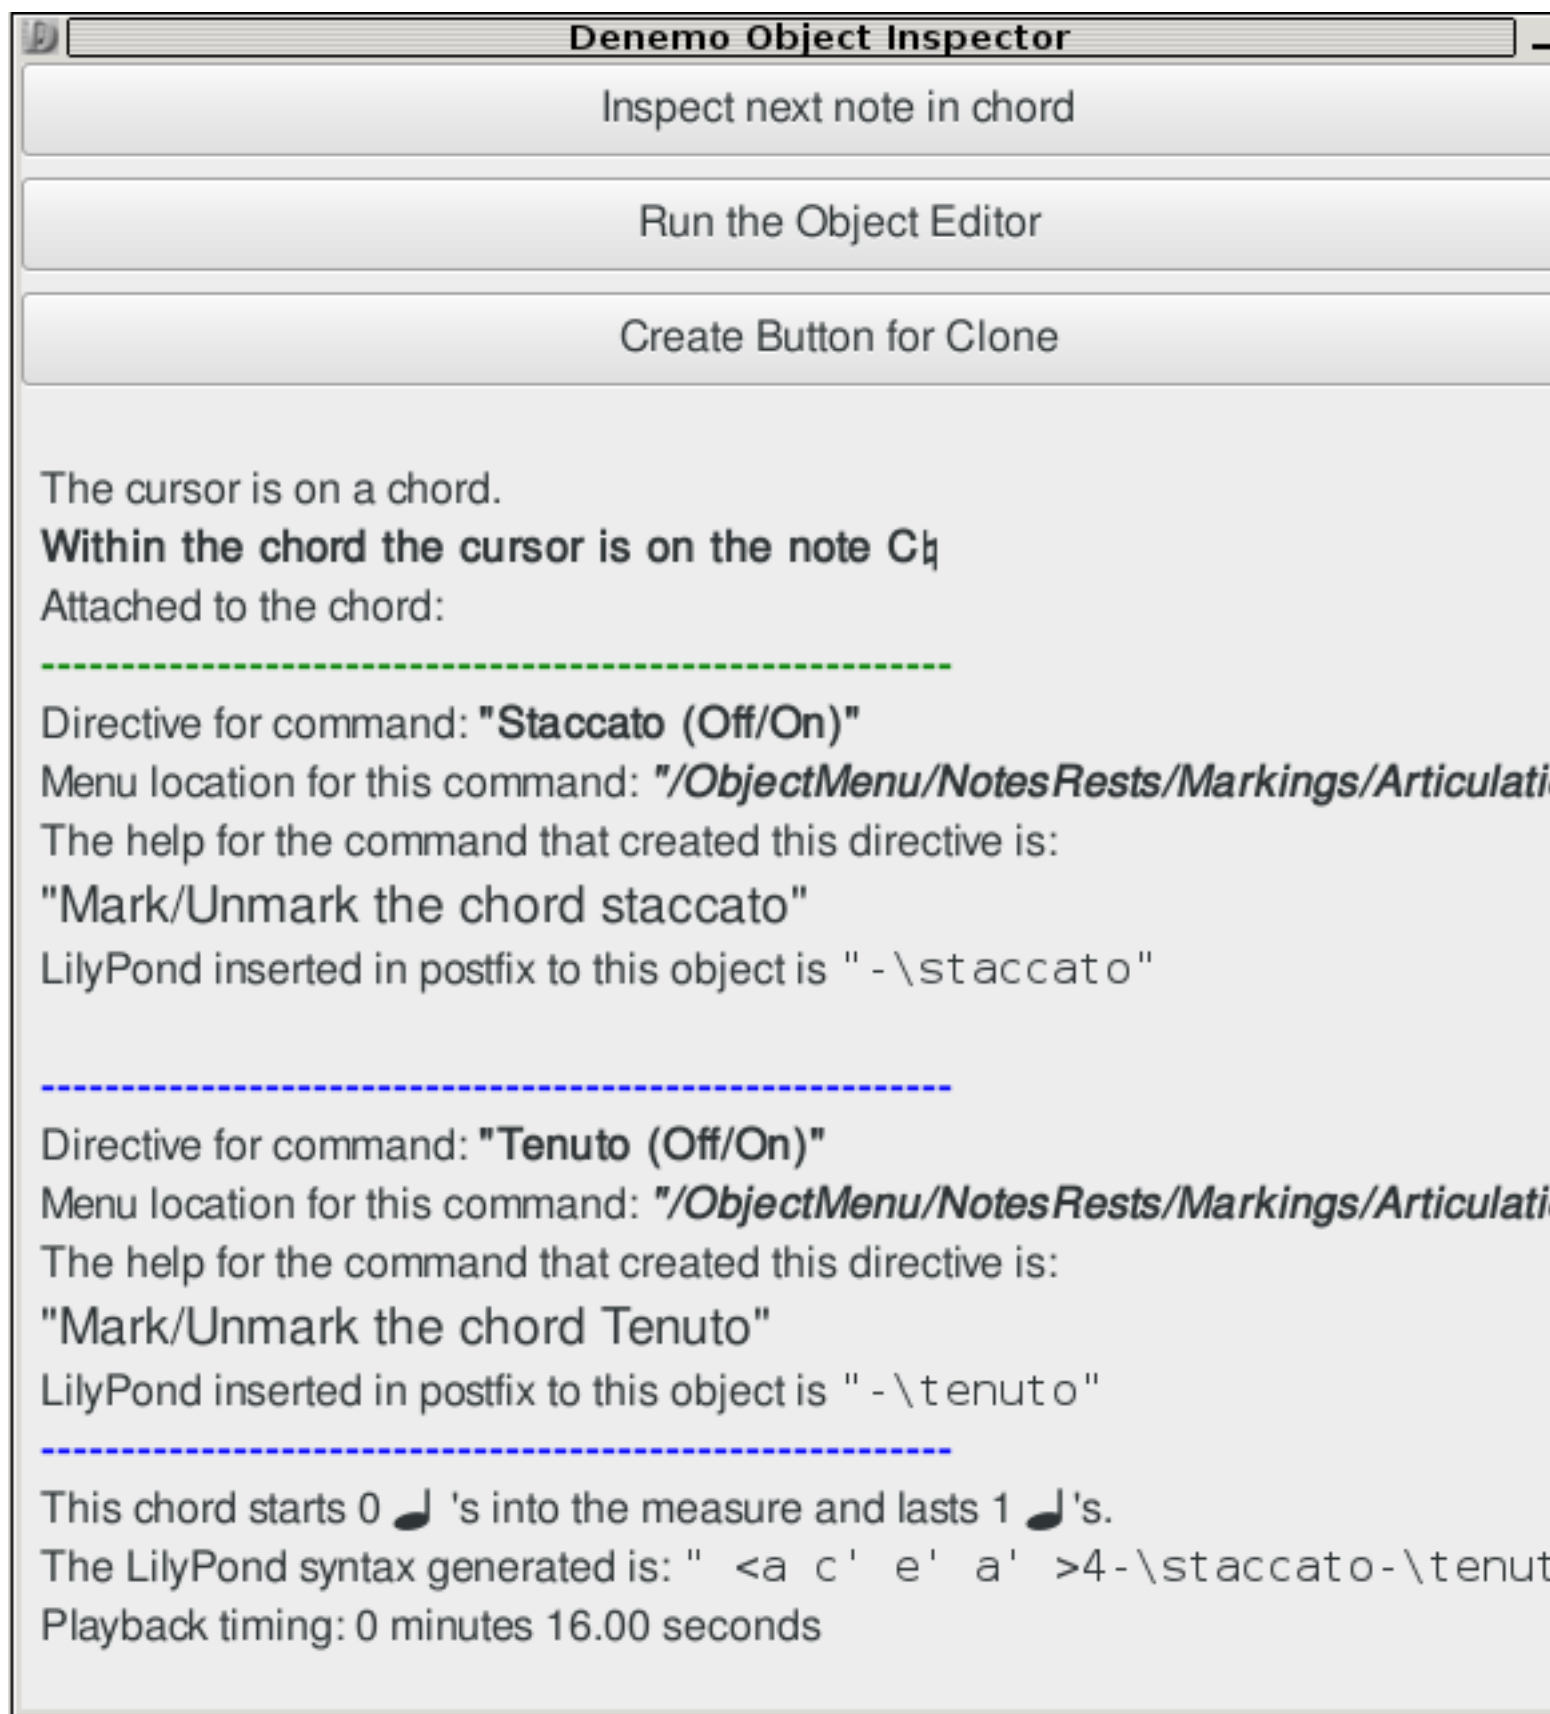 Denemo Object Inspector
Inspect next note in chord
Run the Object Editor
Create Button for Clone
The cursor is on a chord.
Within the chord the cursor is on the note C♮
Attached to the chord:
---------------------------------------------------------
Directive for command: "Staccato (Off/On)"
Menu location for this command: "/ObjectMenu/NotesRests/Markings/Articulati
The help for the command that created this directive is:
"Mark/Unmark the chord staccato"
LilyPond inserted in postfix to this object is "-\staccato"
---------------------------------------------------------
Directive for command: "Tenuto (Off/On)"
Menu location for this command: "/ObjectMenu/NotesRests/Markings/Articulati
The help for the command that created this directive is:
"Mark/Unmark the chord Tenuto"
LilyPond inserted in postfix to this object is "-\tenuto"
---------------------------------------------------------
This chord starts 0 ♩ 's into the measure and lasts 1 ♩'s.
The LilyPond syntax generated is: " <a c' e' a' >4-\staccato-\tenut
Playback timing: 0 minutes 16.00 seconds